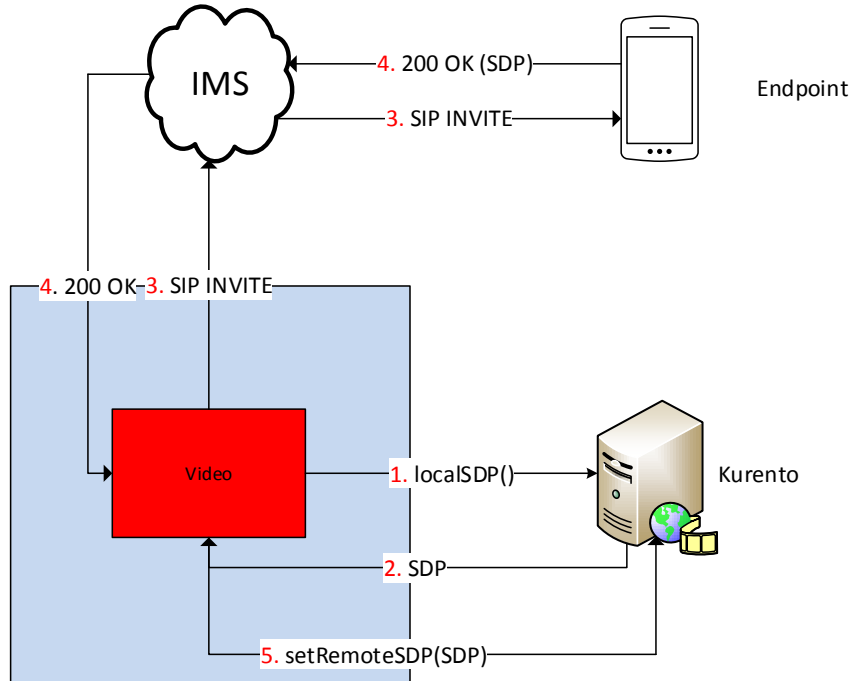 4. 200 OK (SDP)
IMS
Endpoint
3. SIP INVITE
4. 200 OK
3. SIP INVITE
Video
1. localSDP()
Kurento
2. SDP
5. setRemoteSDP(SDP)